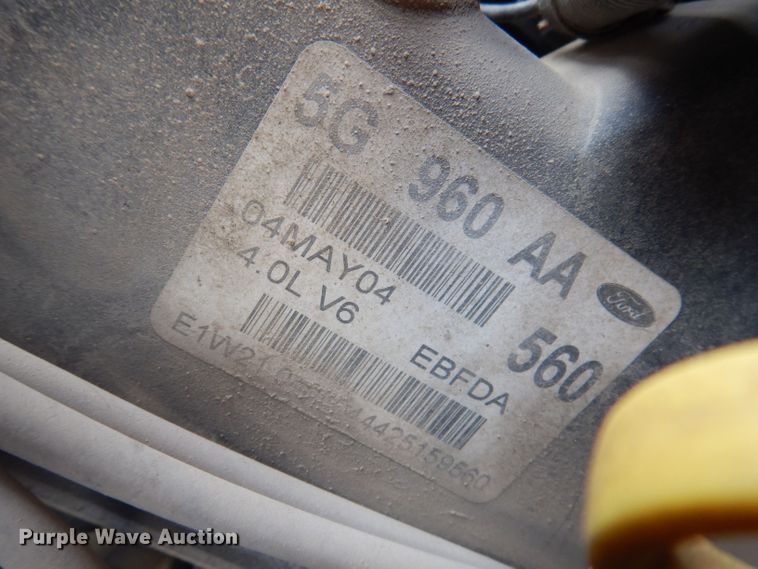 5G 960 AA
Ford
04MAY04
4.0L V6
EBFDA
560
Purple Wave Auction